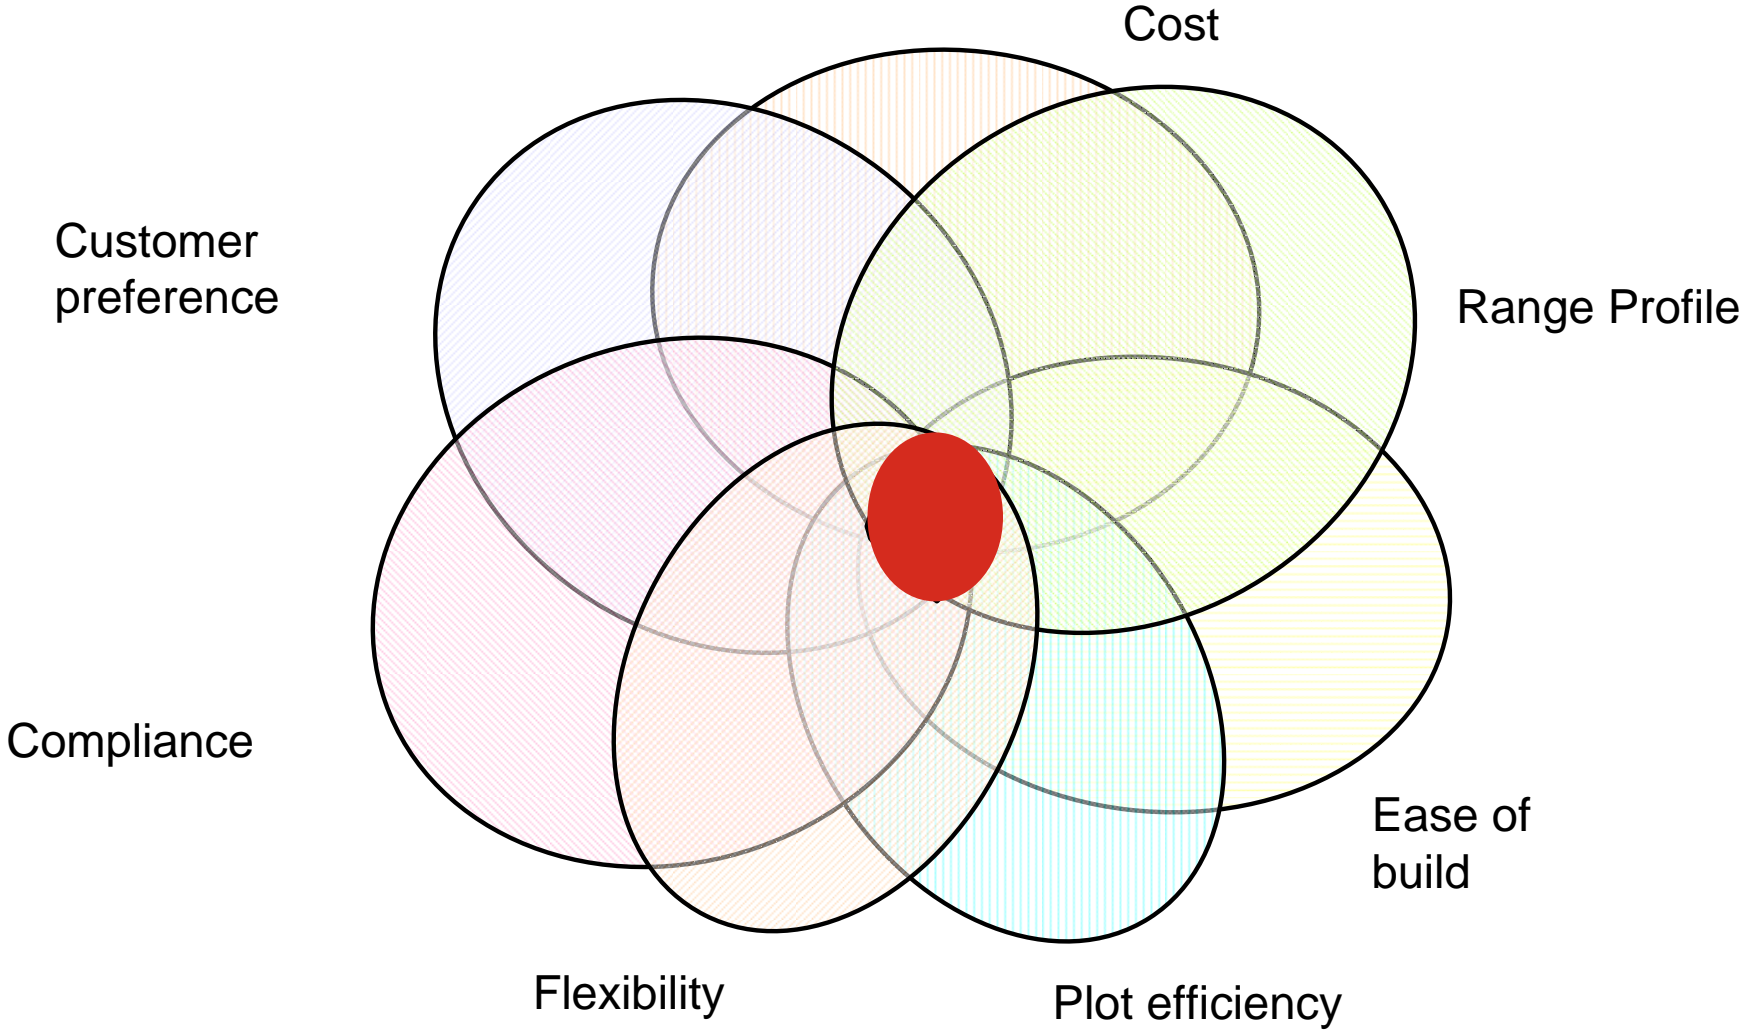 Cost
Customer
preference
Range Profile
Compliance
Ease of
build
Flexibility
Plot efficiency